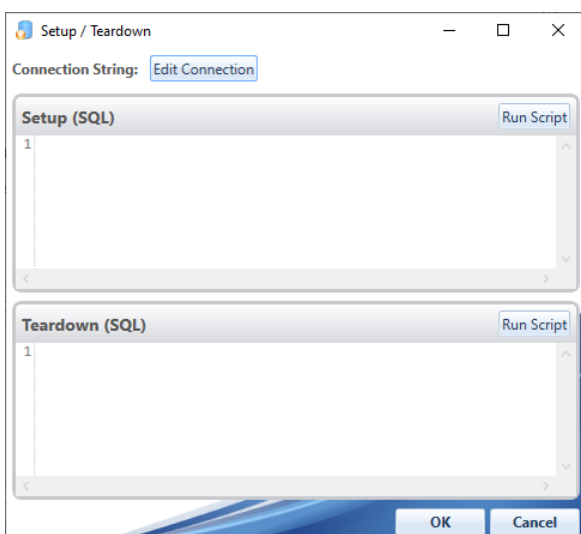 Setup / Teardown
Connection String: Edit Connection
Setup (SQL) Run Script
1
Teardown (SQL) Run Script
1
OK Cancel